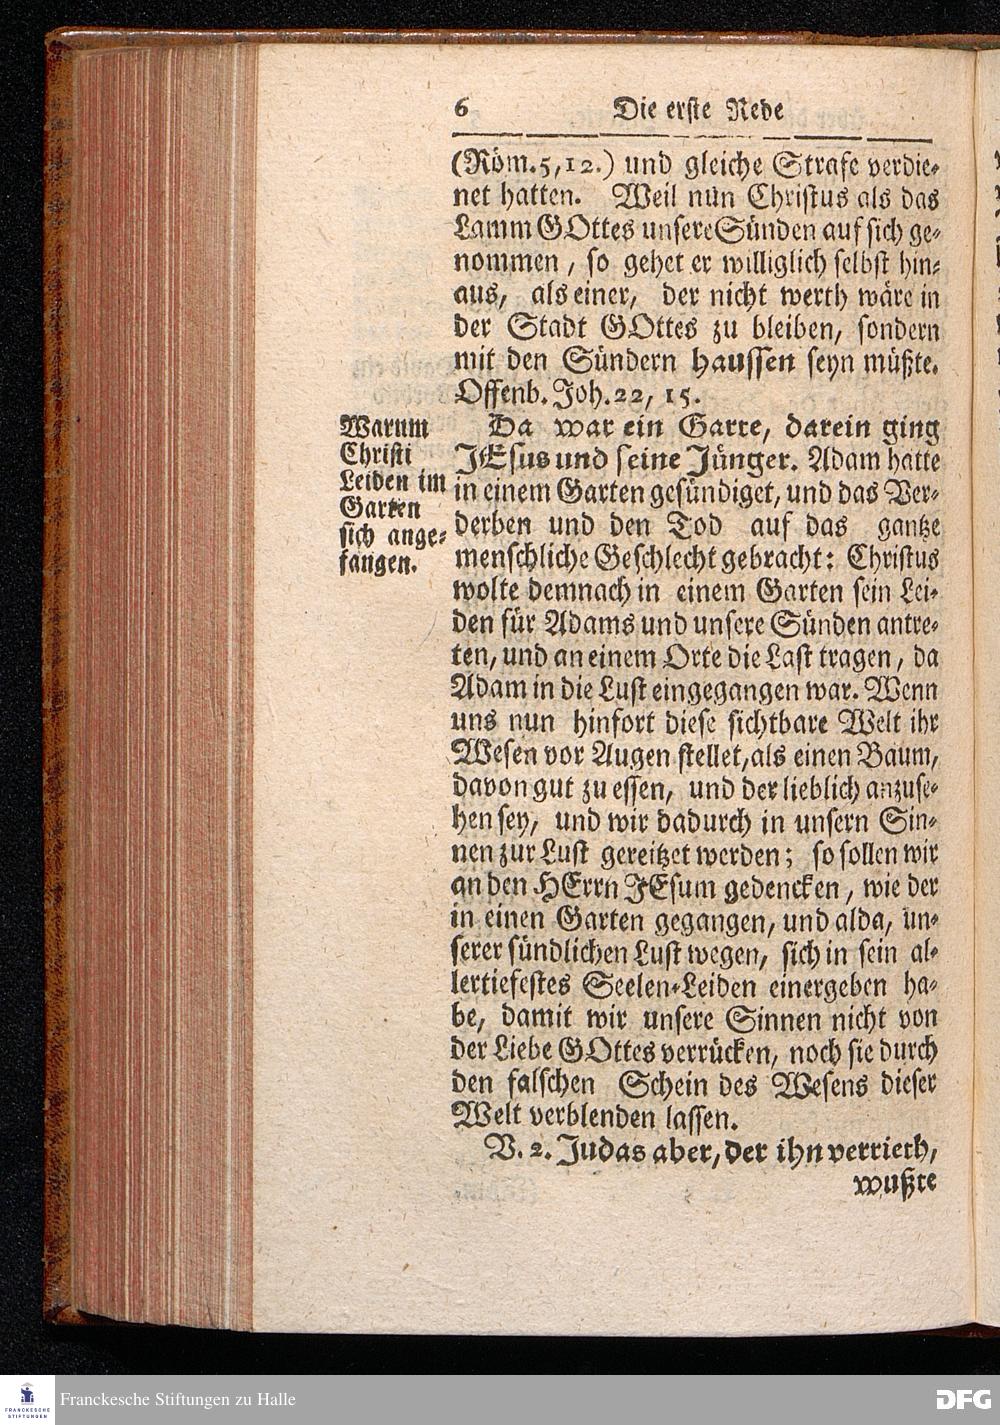 6 Die erste Rede
(Röm. 5, 12.) und gleiche Strafe verdie-
net hatten. Weil nun Christus als das
Lamm GOttes unsere Sünden auf sich ge-
nommen, so gehet er williglich selbst hin-
aus, als einer, der nicht werth wäre in
der Stadt GOttes zu bleiben, sondern
mit den Sündern haussen seyn müßte.
Offenb. Joh. 22, 15.
Warum
Christi
Leiden im
Garten
sich ange-
fangen.
Da war ein Garte, darein ging
JEsus und seine Jünger. Adam hatte
in einem Garten gesündiget, und das Ver-
derben und den Tod auf das gantze
menschliche Geschlecht gebracht: Christus
wolte demnach in einem Garten sein Lei-
den für Adams und unsere Sünden antre-
ten, und an einem Orte die Last tragen, da
Adam in die Lust eingegangen war. Wenn
uns nun hinfort diese sichtbare Welt ihr
Wesen vor Augen stellet, als einen Baum,
davon gut zu essen, und der lieblich anzuse-
hen sey, und wir dadurch in unsern Sin-
nen zur Lust gereitzet werden; so sollen wir
an den HErrn JEsum gedencken, wie der
in einen Garten gegangen, und alda, un-
serer sündlichen Lust wegen, sich in sein al-
lertiefestes Seelen-Leiden einergeben ha-
be, damit wir unsere Sinnen nicht von
der Liebe GOttes verrücken, noch sie durch
den falschen Schein des Wesens dieser
Welt verblenden lassen.
V. 2. Judas aber, der ihn verrieth,
wußte
FRANCKESCHE STIFTUNGEN
Franckesche Stiftungen zu Halle
DFG